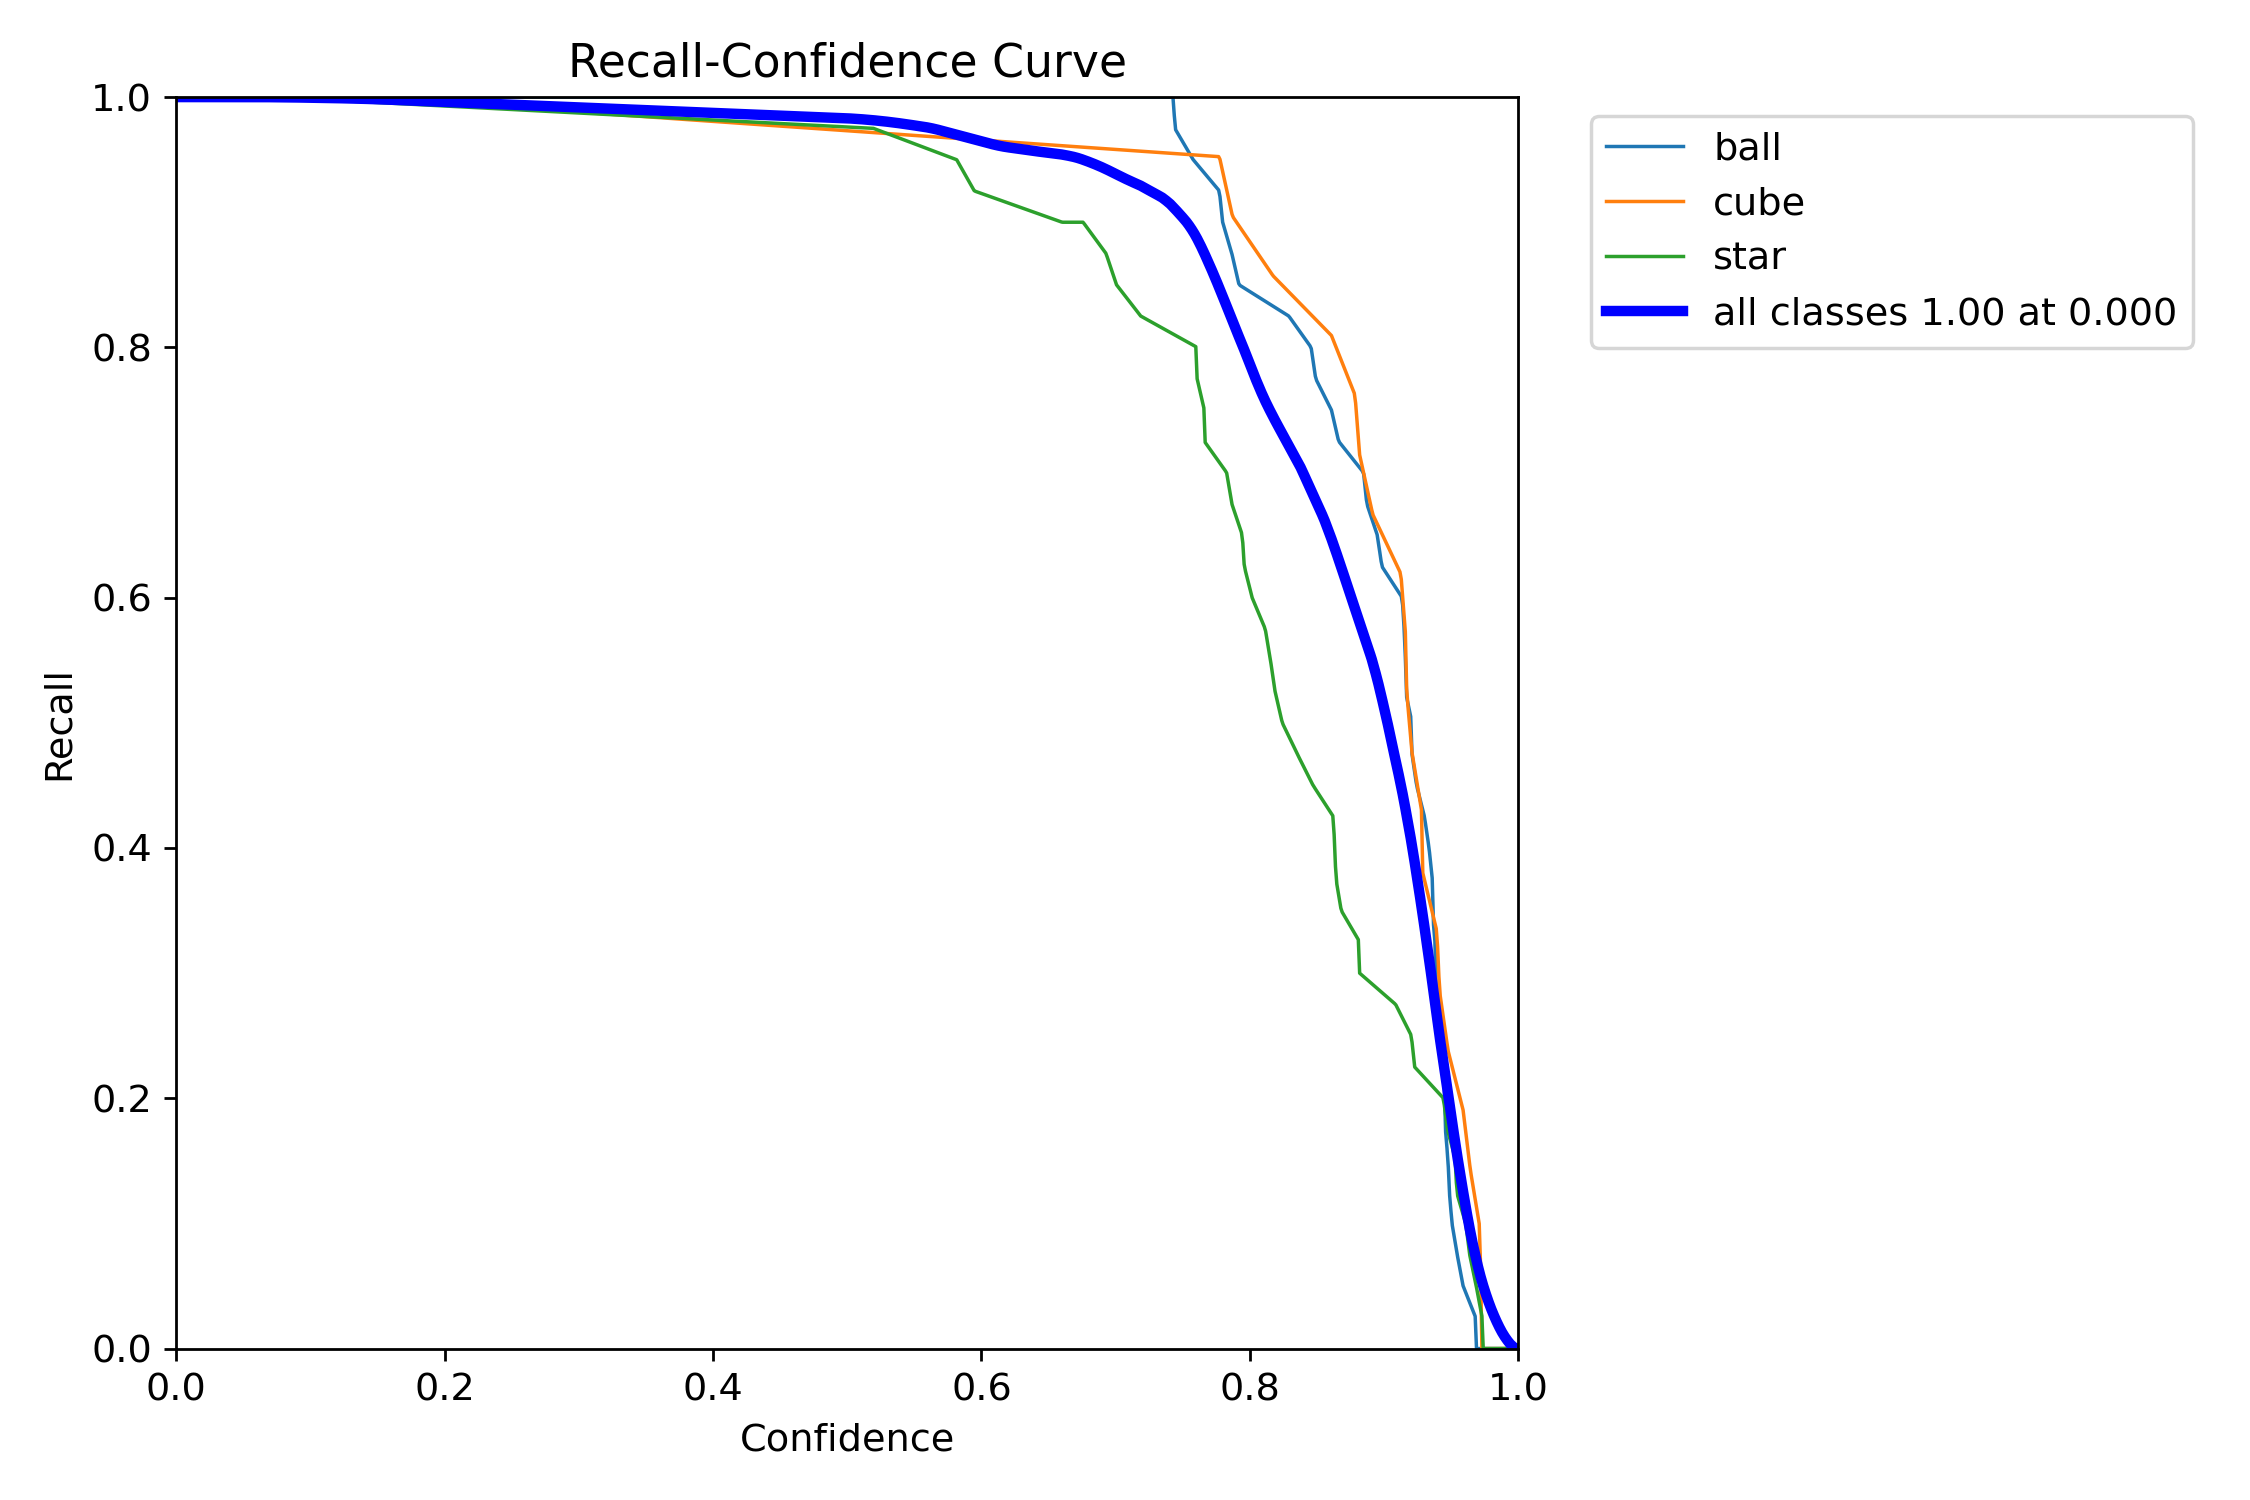 Recall-Confidence Curve
1.0
0.8
0.6
0.4
0.2
0.0
Recall
0.0 0.2 0.4 0.6 0.8 1.0
Confidence
ball
cube
star
all classes 1.00 at 0.000